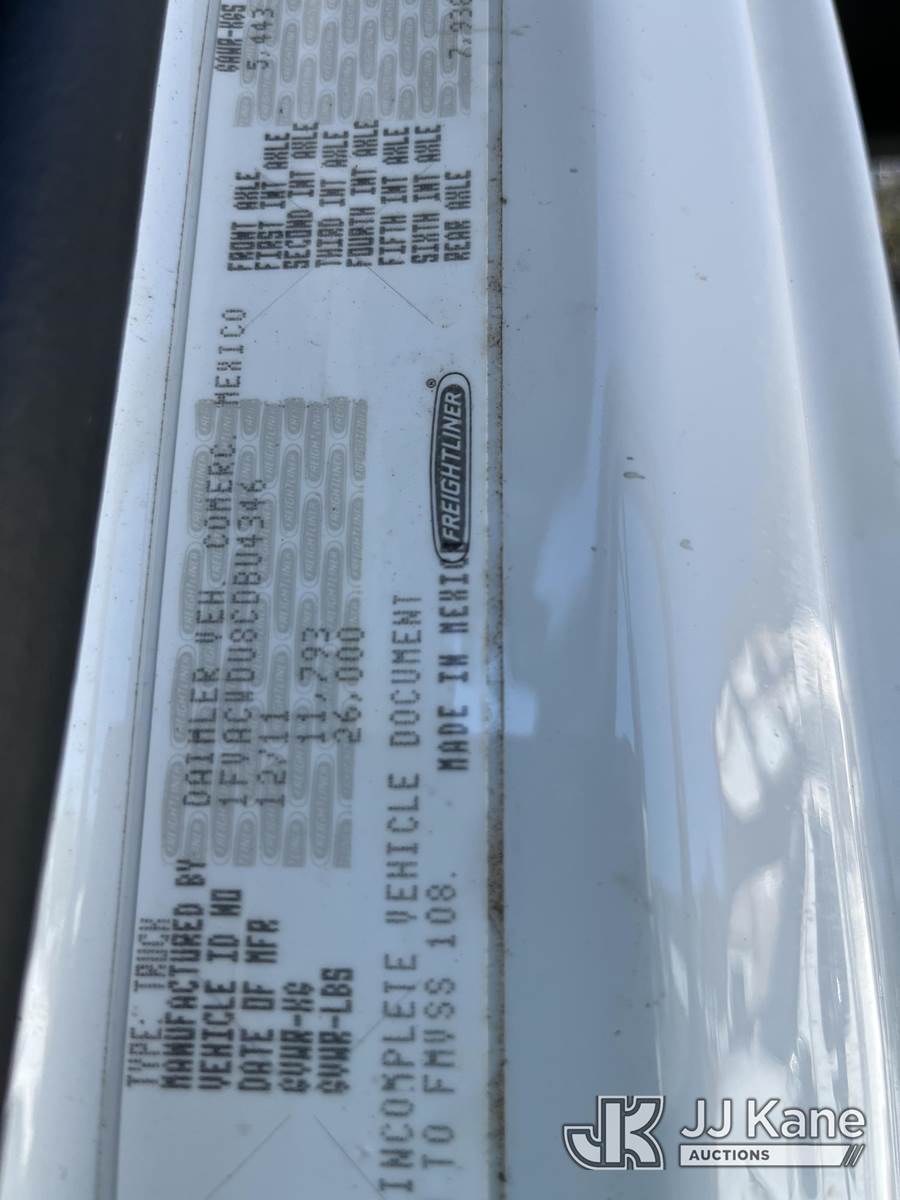 TYPE: TRUCK
MANUFACTURED BY DAIMLER VEH COMERC. MEXICO
VEHICLE ID NO 1FVACWDU8CDBU4346
DATE OF MFR 12/11
GVWR-KG 11,793
GVWR-LBS 26,000
INCOMPLETE VEHICLE DOCUMENT
TO FMVSS 108.
MADE IN MEXICO
FREIGHTLINER®
GAWR-KGS
FRONT AXLE 5,443
FIRST INT AXLE
SECOND INT AXLE
THIRD INT AXLE
FOURTH INT AXLE
FIFTH INT AXLE
SIXTH INT AXLE
REAR AXLE
JK JJ Kane
AUCTIONS